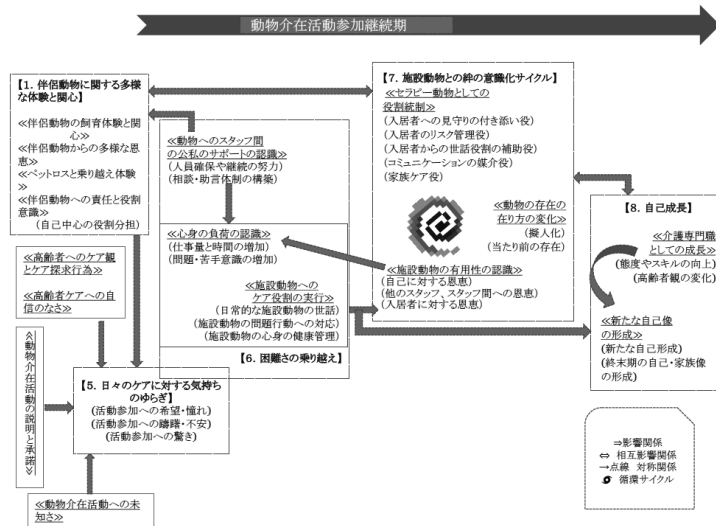 動物介在活動参加継続期
【1. 伴侶動物に関する多様
な体験と関心】
≪伴侶動物の飼育体験と関
心≫
≪伴侶動物からの多様な恩
恵≫
≪ペットロスと乗り越え体験≫
≪伴侶動物への責任と役割
意識≫
(自己中心の役割分担)
≪動物へのスタッフ間
の公私のサポートの認識≫
(人員確保や継続の努力)
(相談・助言体制の構築)
≪心身の負荷の認識≫
(仕事量と時間の増加)
(問題・苦手意識の増加)
≪施設動物への
ケア役割の実行≫
(日常的な施設動物の世話)
(施設動物の問題行動への対応)
(施設動物の心身の健康管理)
【6. 困難さの乗り越え】
【7. 施設動物との絆の意識化サイクル】
≪セラピー動物としての
役割統制≫
(入居者への見守りの付き添い役)
(入居者のリスク管理役)
(入居者からの世話役割の補助役)
(コミュニケーションの媒介役)
(家族ケア役)
≪動物の存在の
在り方の変化≫
(擬人化)
(当たり前の存在)
≪施設動物の有用性の認識≫
(自己に対する恩恵)
(他のスタッフ、スタッフ間への恩恵)
(入居者に対する恩恵)
【8. 自己成長】
≪介護専門職
としての成長≫
(態度やスキルの向上)
(高齢者観の変化)
≪新たな自己像
の形成≫
(新たな自己形成)
(終末期の自己・家族像
の形成)
≪高齢者へのケア観
とケア探求行為≫
≪高齢者ケアへの自
信のなさ≫
≪動物介在活動の説明と承諾≫
【5. 日々のケアに対する気持ち
のゆらぎ】
(活動参加への希望・憧れ)
(活動参加への躊躇・不安)
(活動参加への驚き)
≪動物介在活動への未
知さ≫
⇒影響関係
⇔ 相互影響関係
→点線 対称関係
循環サイクル